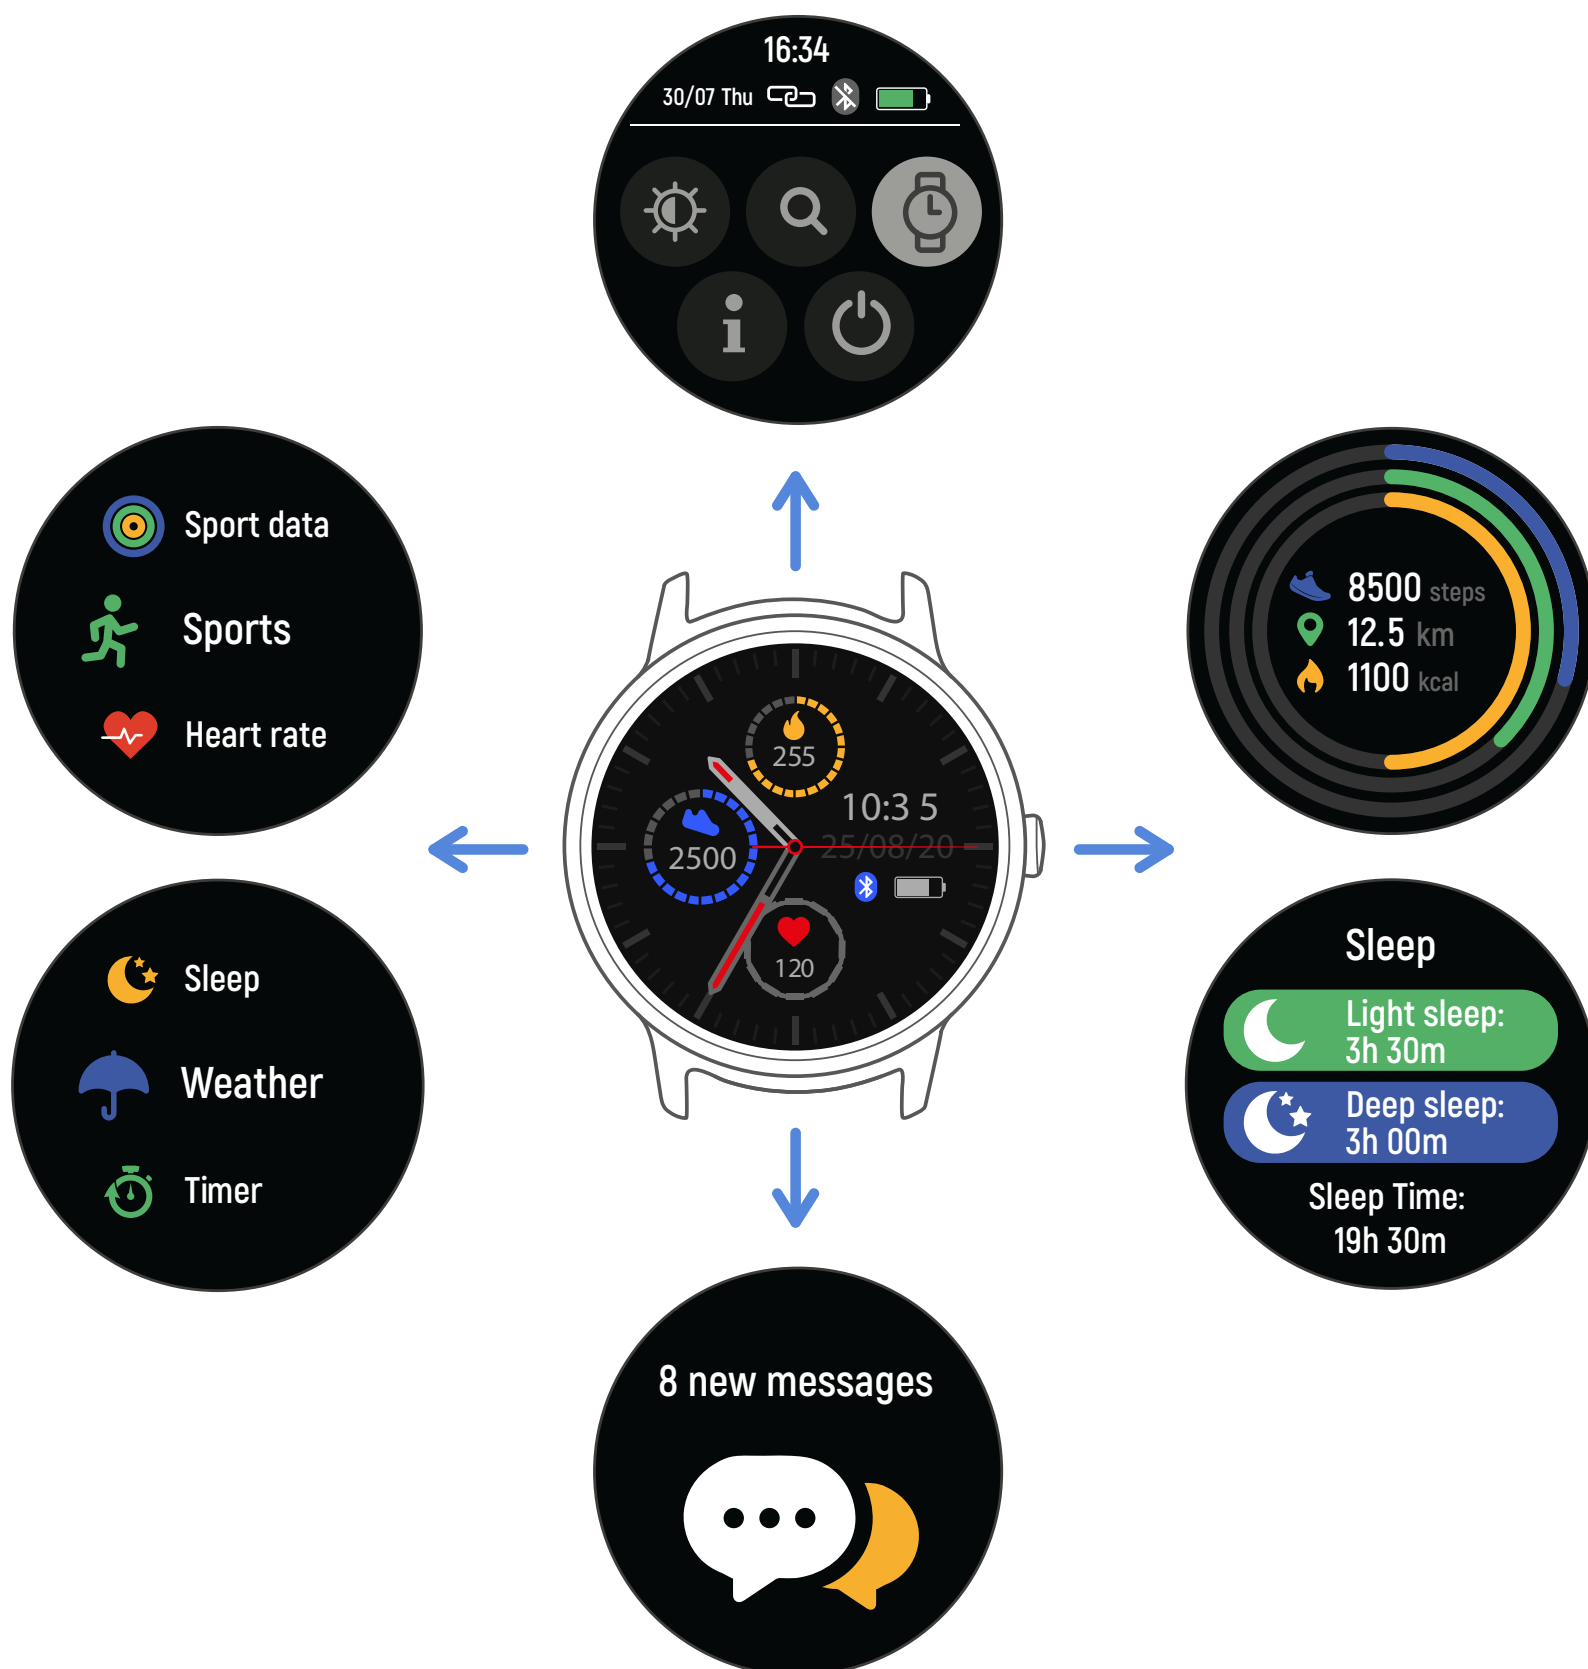 16:34
30/07 Thu
Sport data
Sports
Heart rate
8500 steps
12.5 km
1100 kcal
255
10:3 5
25/08/20
2500
120
Sleep
Weather
Timer
Sleep
Light sleep:
3h 30m
Deep sleep:
3h 00m
Sleep Time:
19h 30m
8 new messages